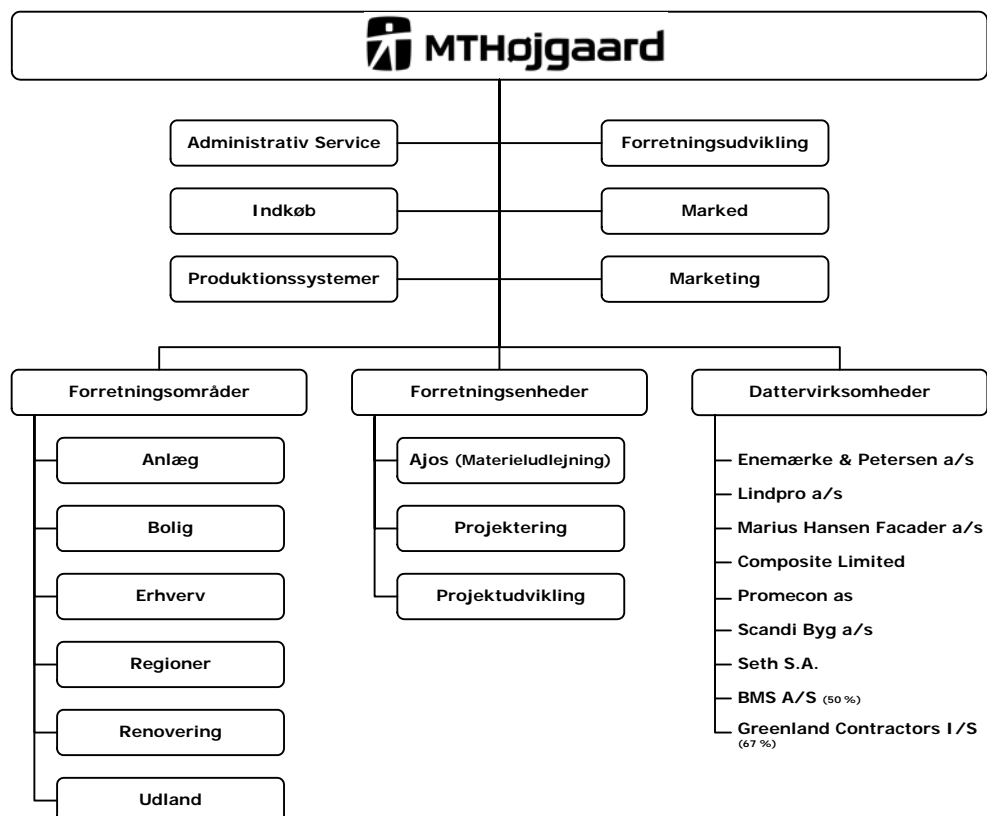 MTHøjgaard
Administrativ Service
Forretningsudvikling
Indkøb
Marked
Produktionssystemer
Marketing
Forretningsområder
Forretningsenheder
Dattervirksomheder
Anlæg
Bolig
Erhverv
Regioner
Renovering
Udland
Ajos (Materieludlejning)
Projektering
Projektudvikling
Enemærke & Petersen a/s
Lindpro a/s
Marius Hansen Facader a/s
Composite Limited
Promecon as
Scandi Byg a/s
Seth S.A.
BMS A/S (50 %)
Greenland Contractors I/S
(67 %)